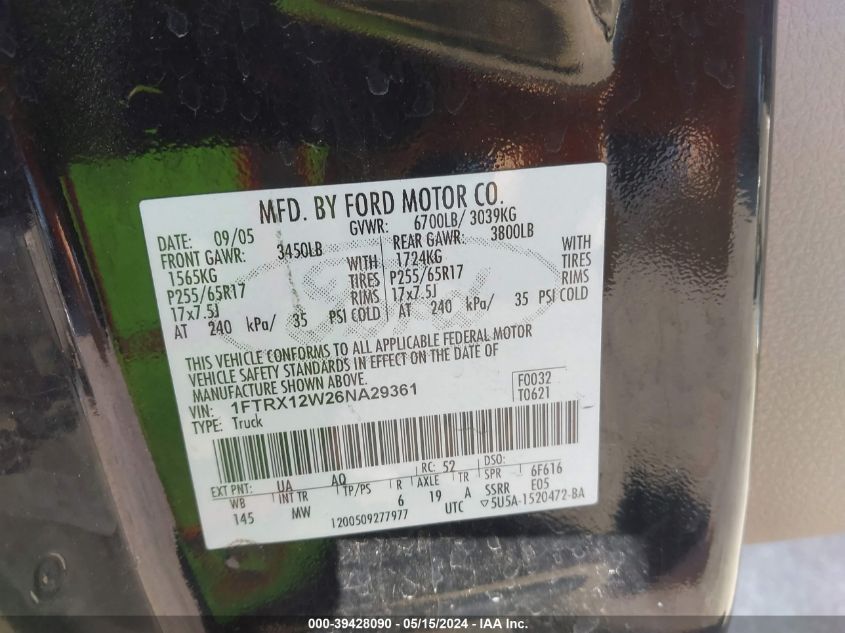 MFD. BY FORD MOTOR CO.
DATE: 09/05 GVWR: 6700LB/ 3039KG
FRONT GAWR: 3450LB REAR GAWR: 3800LB
1565KG WITH 1724KG WITH
P255/65R17 TIRES P255/65R17 TIRES
17x7.5J RIMS 17x7.5J RIMS
AT 240 kPa/ 35 PSI COLD AT 240 kPa/ 35 PSI COLD
THIS VEHICLE CONFORMS TO ALL APPLICABLE FEDERAL MOTOR
VEHICLE SAFETY STANDARDS IN EFFECT ON THE DATE OF
MANUFACTURE SHOWN ABOVE.
VIN: 1FTRX12W26NA29361 F0032
TYPE: Truck T0621
EXT PNT: UA AQ RC: 52 DSO:
WB INT TR TP/PS R AXLE TR SPR 6F616
145 MW 6 19 A SSRR E05
1200509277977 UTC ▽5U5A-1520472-BA
000-39428090 - 05/15/2024 - IAA Inc.